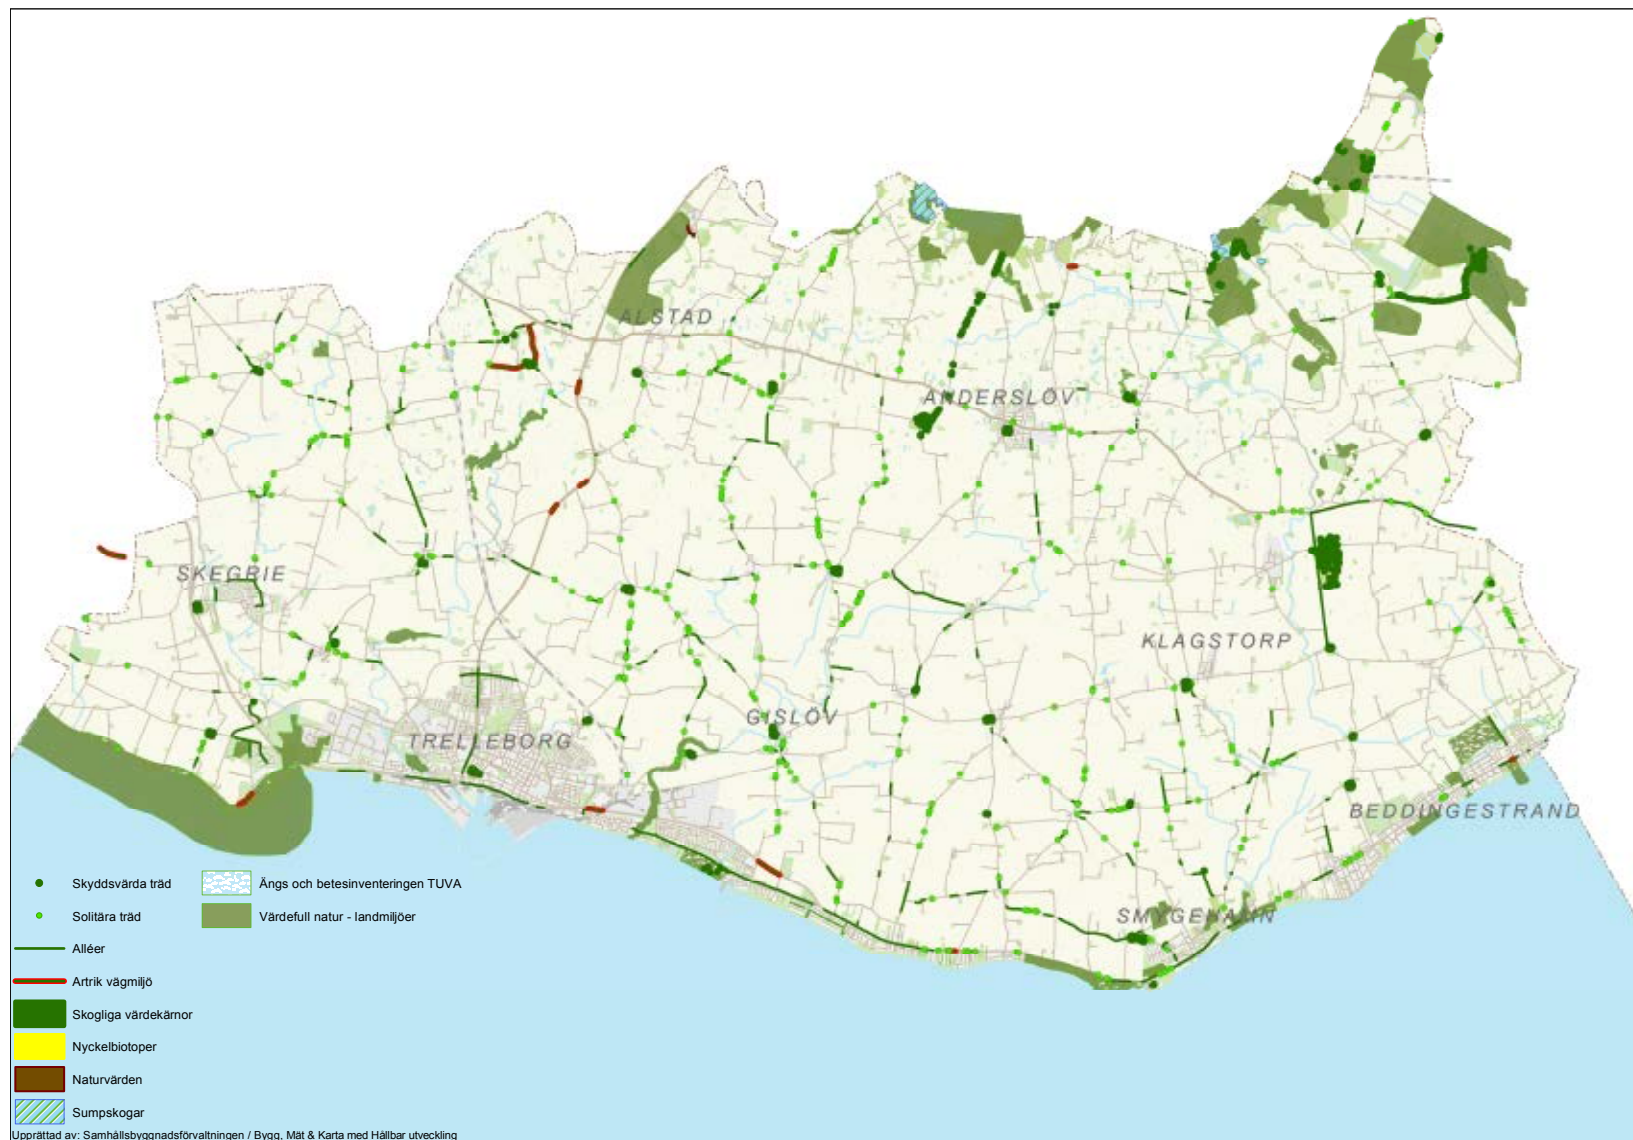 ALSTAD
ANDERSLÖV
SKEGRIE
KLAGSTORP
GISLÖV
TRELLEBORG
BEDDINGESTRAND
SMYGEHAMN
Skyddsvärda träd
Ängs och betesinventeringen TUVA
Solitära träd
Värdefull natur - landmiljöer
Alléer
Artrik vägmiljö
Skogliga värdekärnor
Nyckelbiotoper
Naturvärden
Sumpskogar
Upprättad av: Samhällsbyggnadsförvaltningen / Bygg, Mät & Karta med Hållbar utveckling